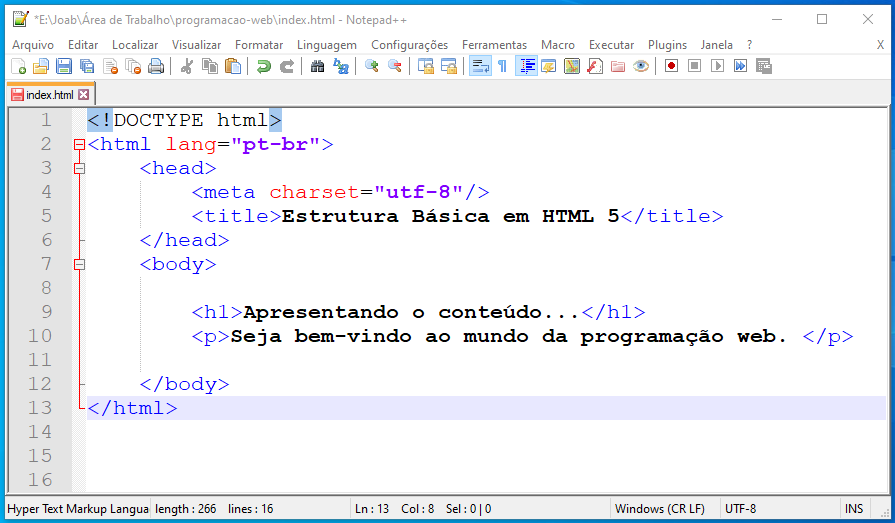 *E:\Joab\Área de Trabalho\programacao-web\index.html - Notepad++
Arquivo Editar Localizar Visualizar Formatar Linguagem Configurações Ferramentas Macro Executar Plugins Janela ? X
index.html
1 <!DOCTYPE html>
2 <html lang="pt-br">
3 <head>
4 <meta charset="utf-8"/>
5 <title>Estrutura Básica em HTML 5</title>
6 </head>
7 <body>
8
9 <h1>Apresentando o conteúdo...</h1>
10 <p>Seja bem-vindo ao mundo da programação web. </p>
11
12 </body>
13 </html>
14
15
16
Hyper Text Markup Langua length : 266 lines : 16 Ln : 13 Col : 8 Sel : 0 | 0 Windows (CR LF) UTF-8 INS